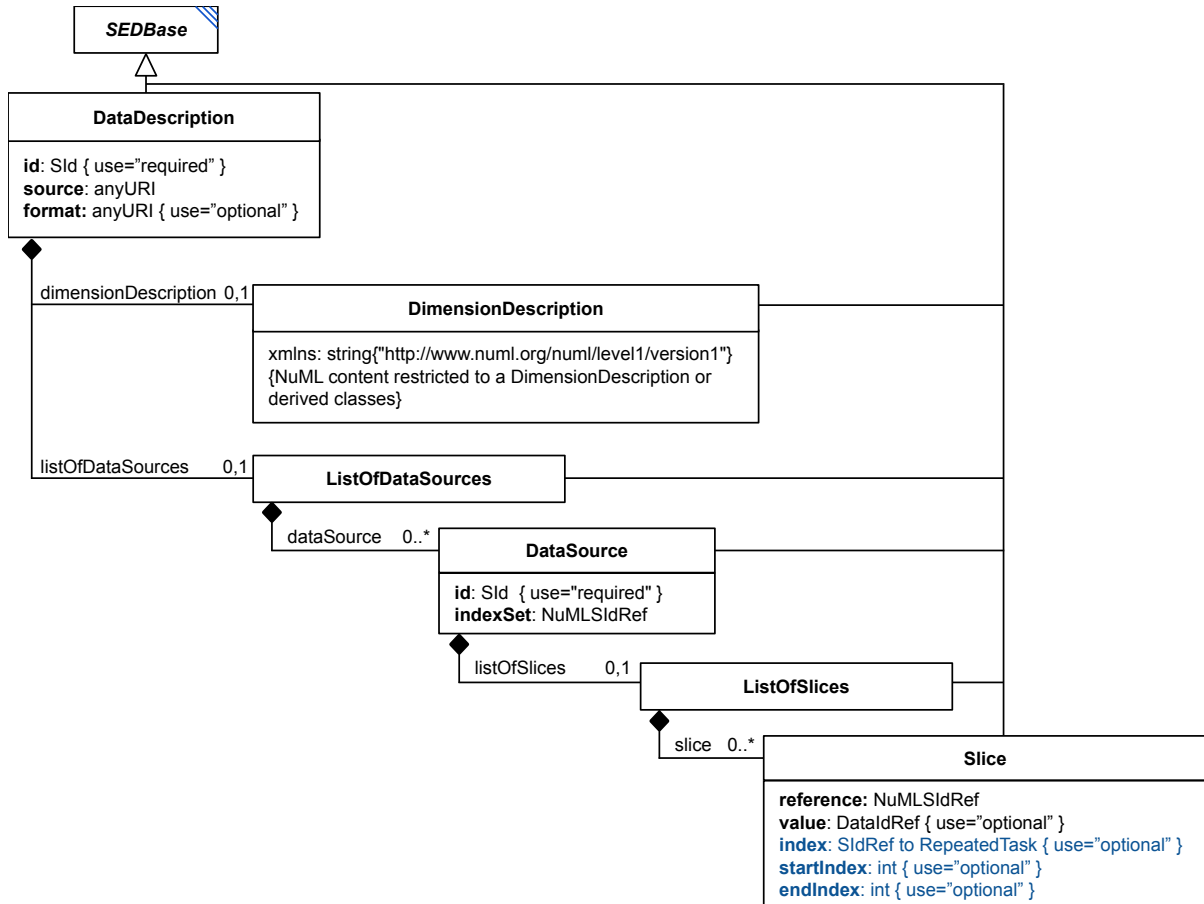 SEDBase
DataDescription
id: SId { use=”required” }
source: anyURI
format: anyURI { use=”optional” }
dimensionDescription 0,1
DimensionDescription
xmlns: string{"http://www.numl.org/numl/level1/version1"}
{NuML content restricted to a DimensionDescription or
derived classes}
listOfDataSources 0,1
ListOfDataSources
dataSource 0..*
DataSource
id: SId { use="required" }
indexSet: NuMLSIdRef
listOfSlices 0,1
ListOfSlices
slice 0..*
Slice
reference: NuMLSIdRef
value: DataIdRef { use=”optional” }
index: SIdRef to RepeatedTask { use=”optional” }
startIndex: int { use=”optional” }
endIndex: int { use=”optional” }